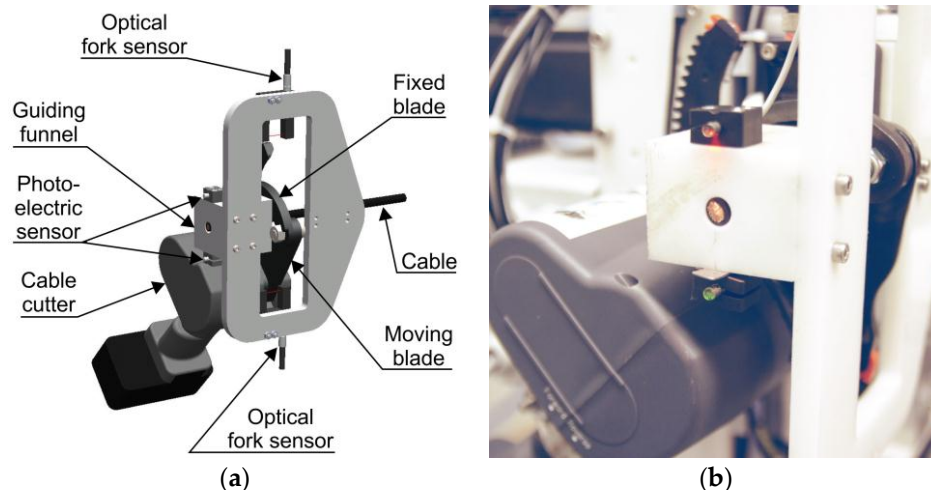 Optical
fork sensor
Fixed
blade
Guiding
funnel
Photo-
electric
sensor
Cable
cutter
Cable
Moving
blade
Optical
fork sensor
(a)
(b)